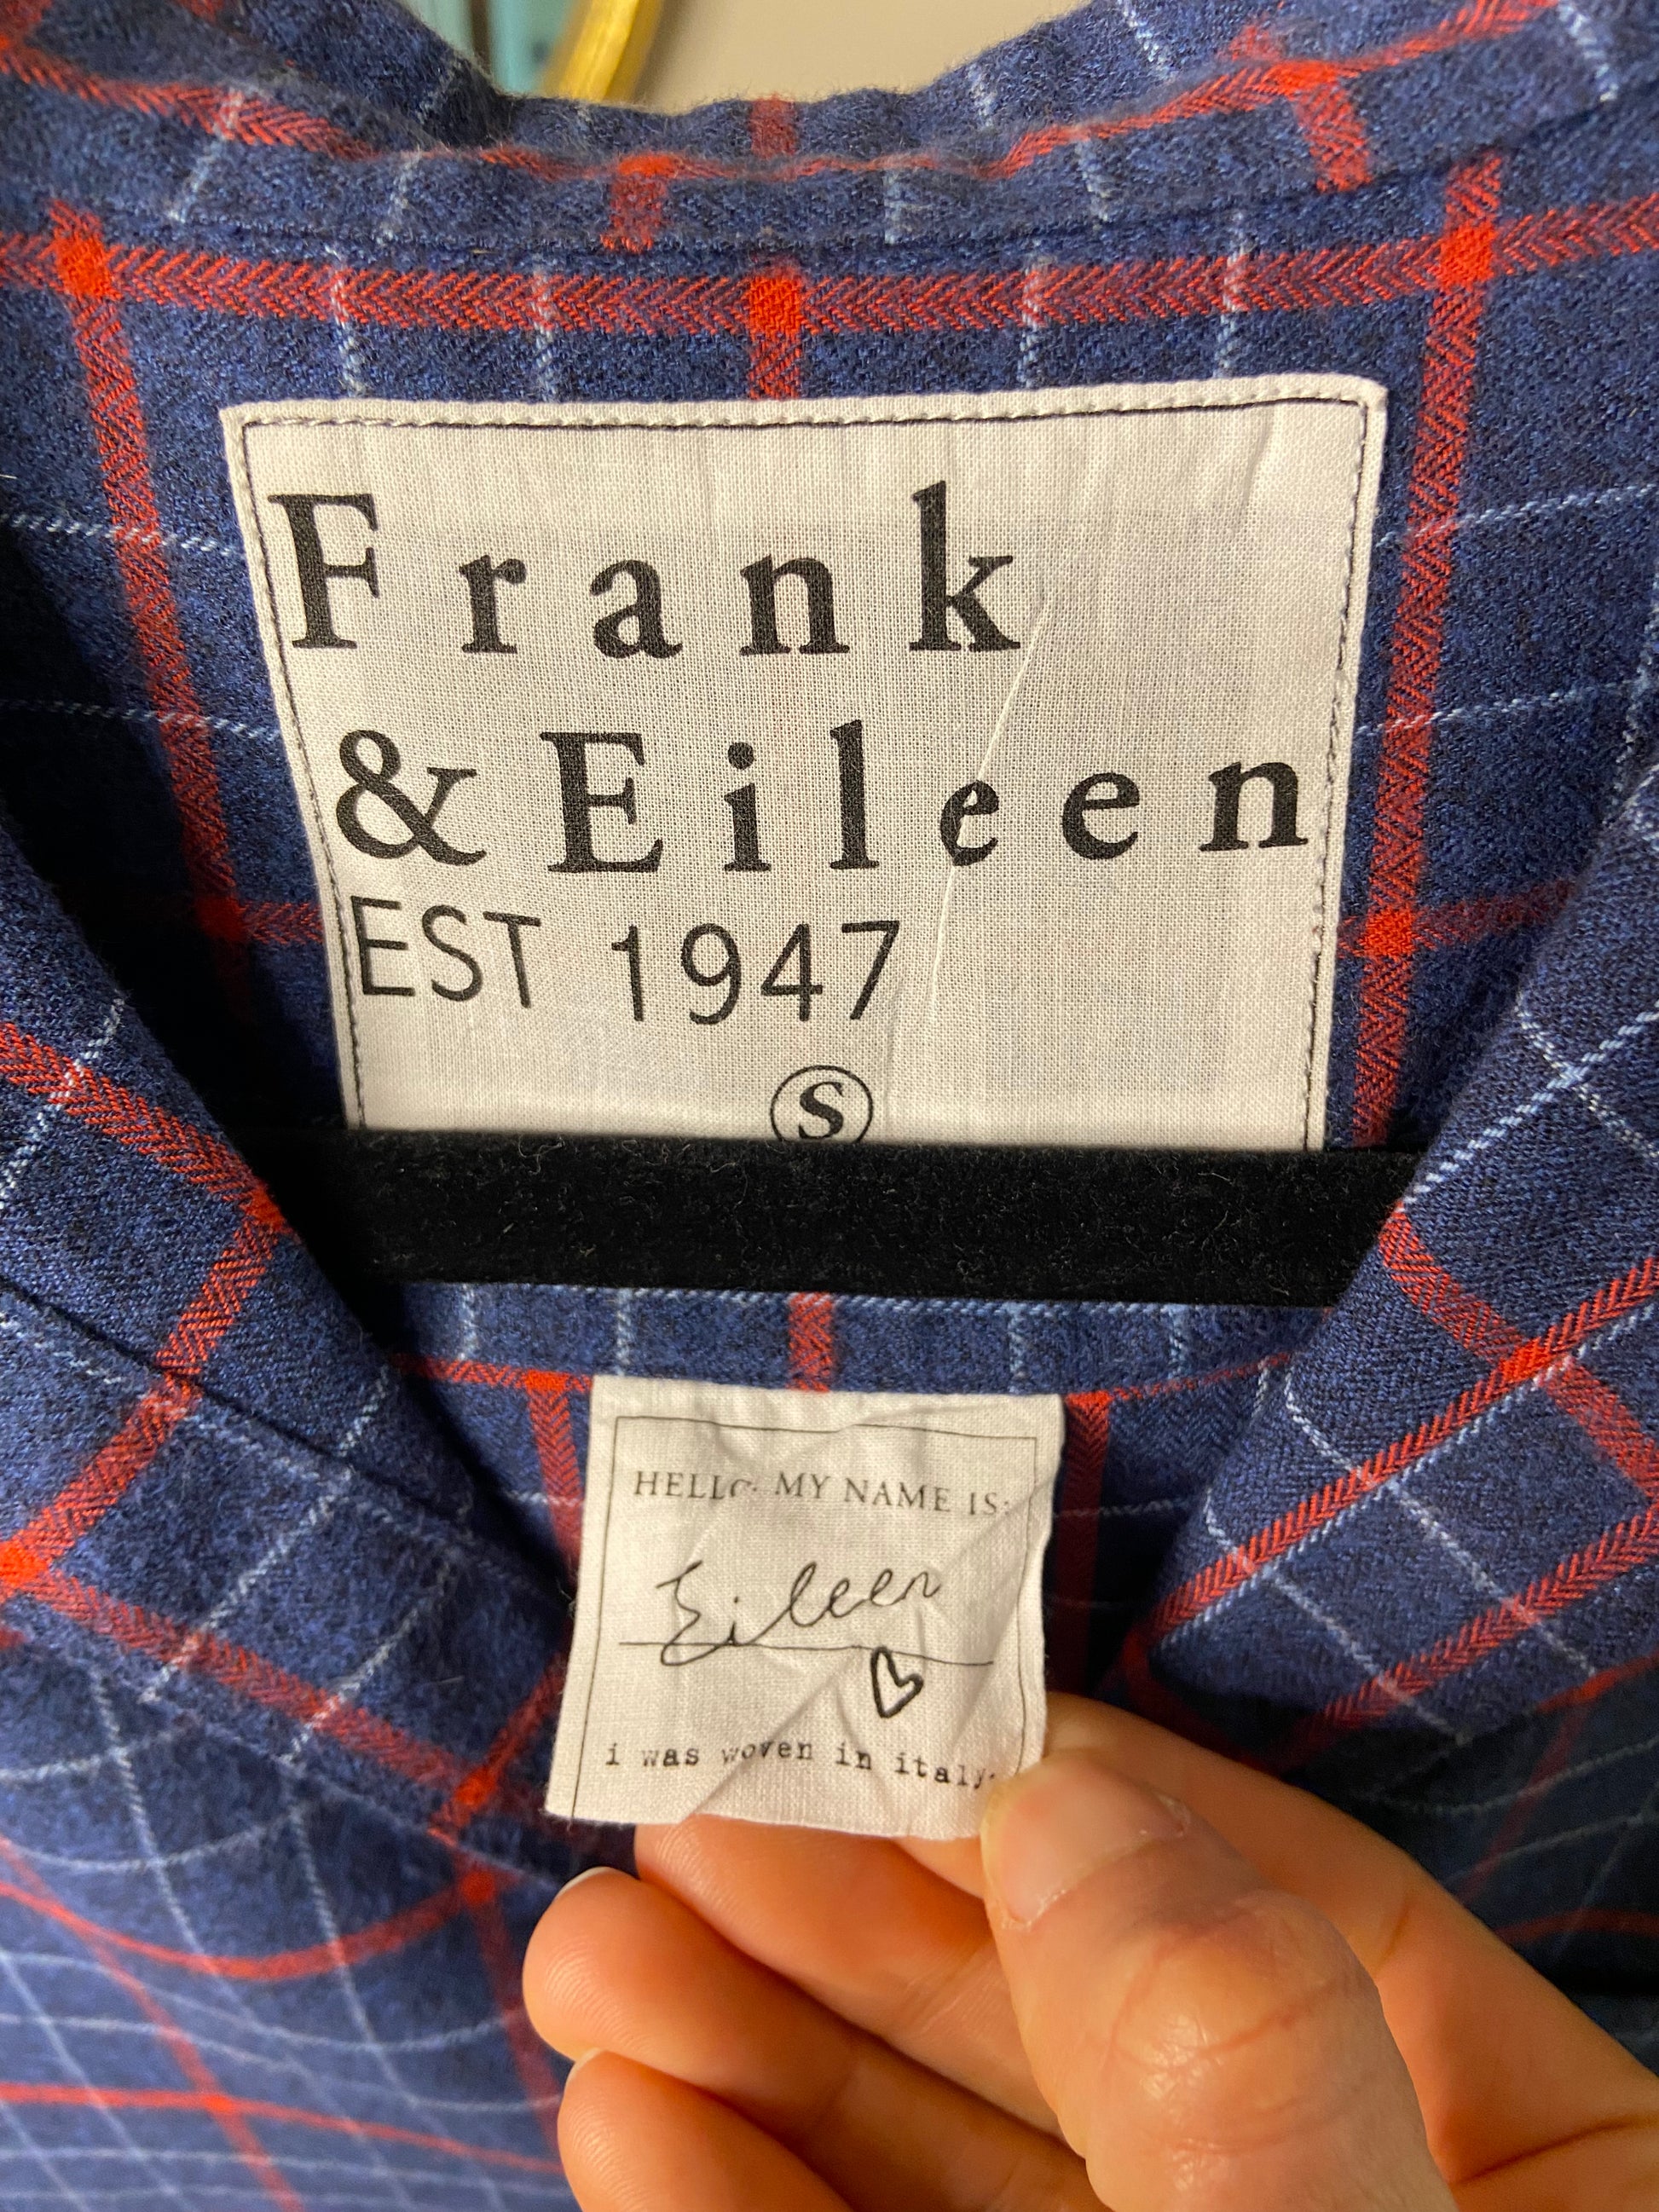 Frank
& Eileen
EST 1947
S
HELLO. MY NAME IS:
Eileen
i was woven in italy.